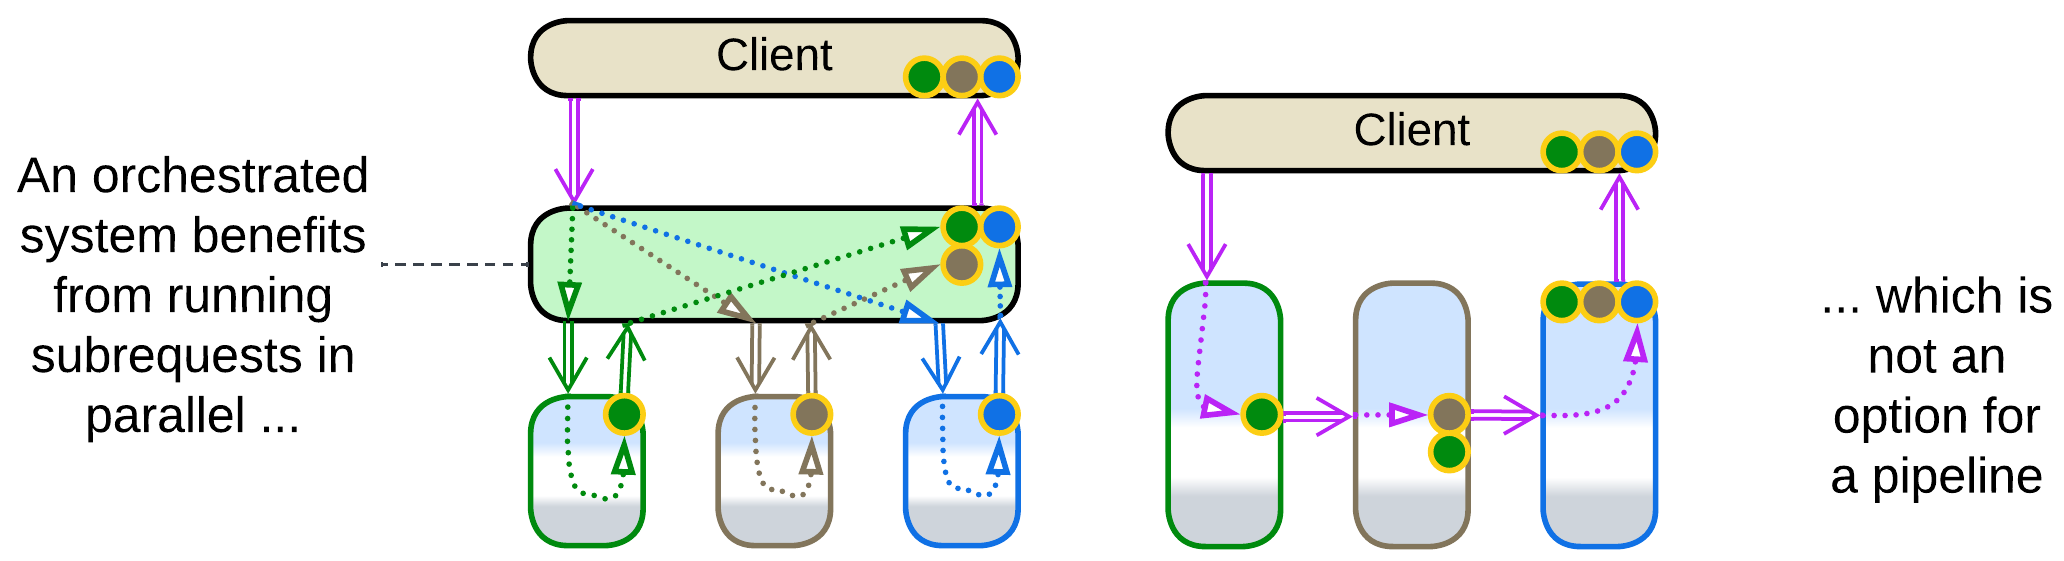 Client
An orchestrated
system benefits
from running
subrequests in
parallel ...
Client
... which is
not an
option for
a pipeline